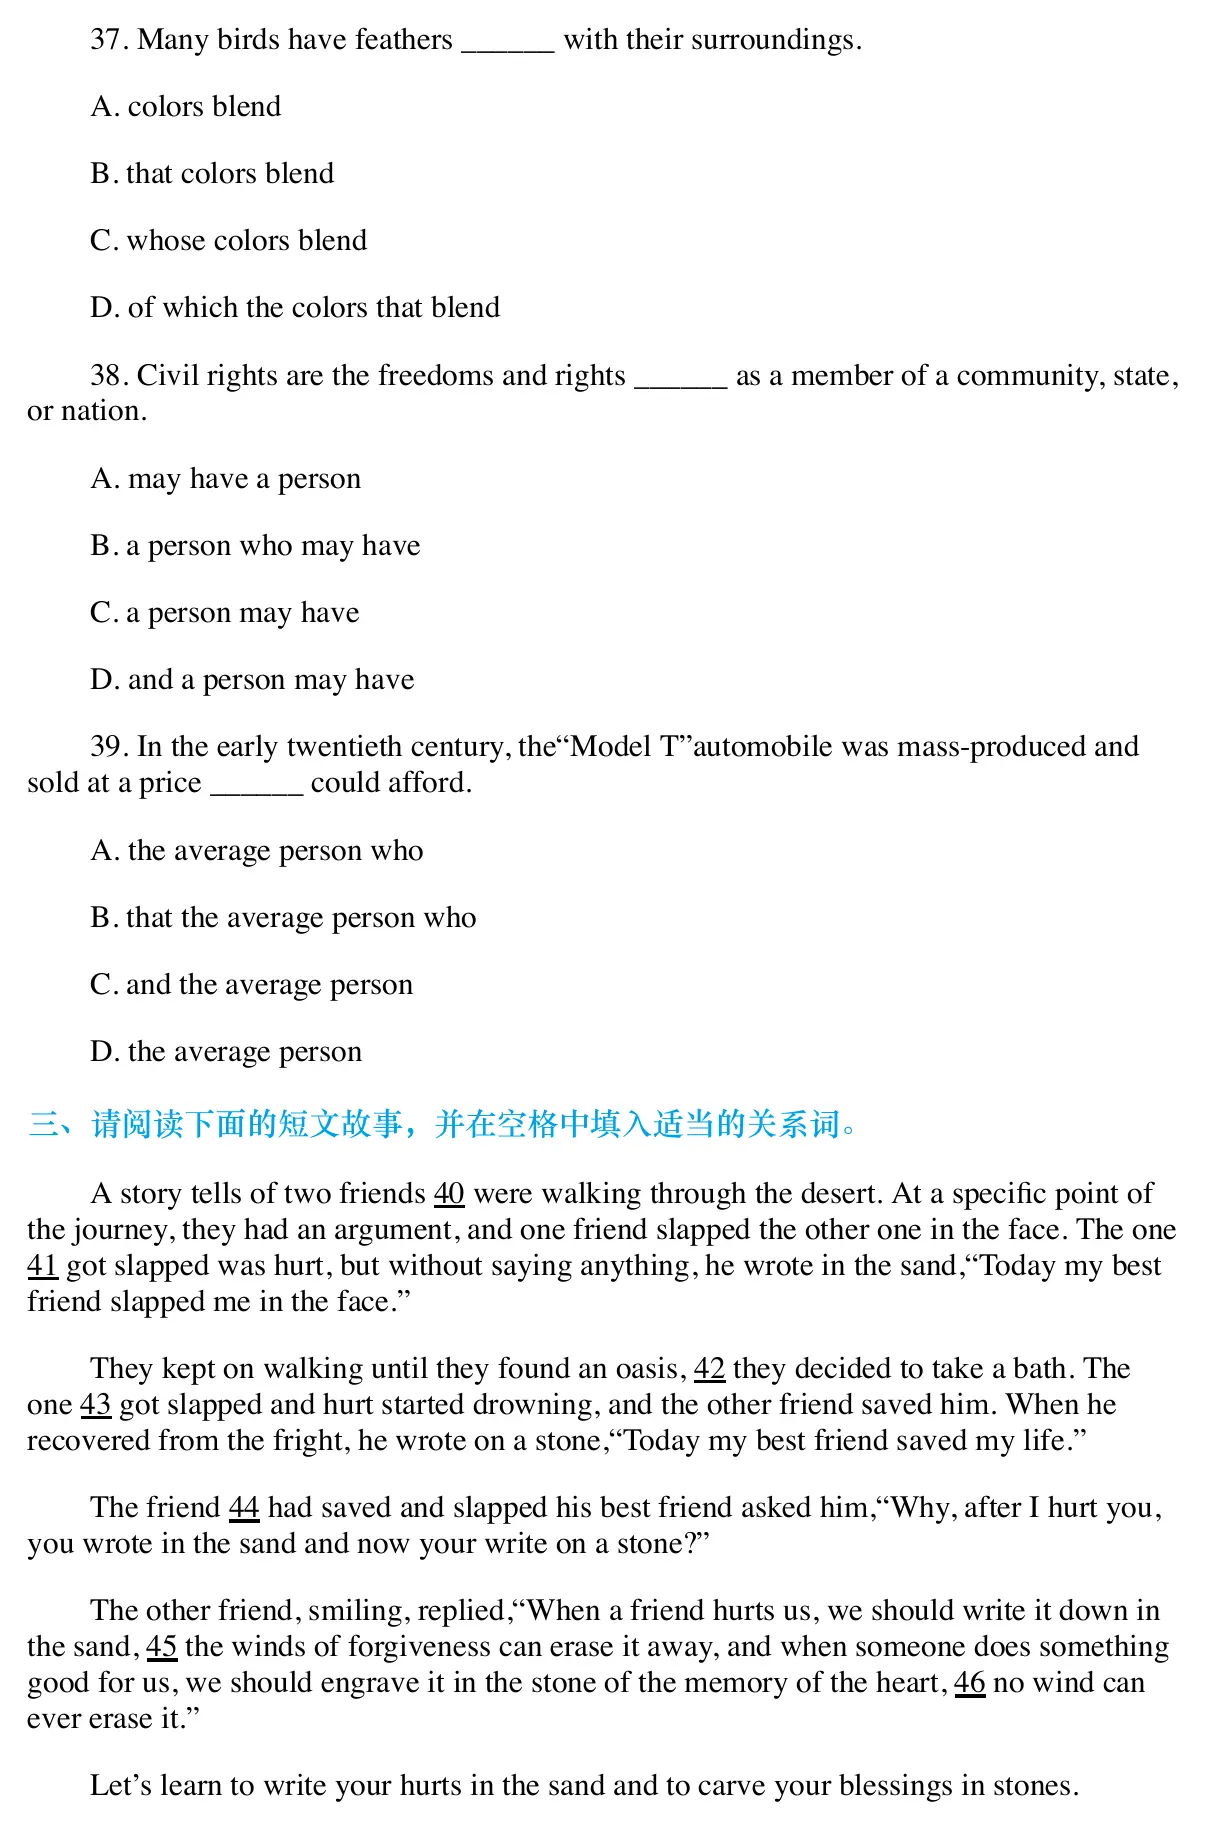 37. Many birds have feathers ______ with their surroundings.
A. colors blend
B. that colors blend
C. whose colors blend
D. of which the colors that blend
38. Civil rights are the freedoms and rights ______ as a member of a community, state,
or nation.
A. may have a person
B. a person who may have
C. a person may have
D. and a person may have
39. In the early twentieth century, the“Model T”automobile was mass-produced and
sold at a price ______ could afford.
A. the average person who
B. that the average person who
C. and the average person
D. the average person
三、请阅读下面的短文故事，并在空格中填入适当的关系词。
A story tells of two friends 40 were walking through the desert. At a specific point of
the journey, they had an argument, and one friend slapped the other one in the face. The one
41 got slapped was hurt, but without saying anything, he wrote in the sand,“Today my best
friend slapped me in the face.”
They kept on walking until they found an oasis, 42 they decided to take a bath. The
one 43 got slapped and hurt started drowning, and the other friend saved him. When he
recovered from the fright, he wrote on a stone,“Today my best friend saved my life.”
The friend 44 had saved and slapped his best friend asked him,“Why, after I hurt you,
you wrote in the sand and now your write on a stone?”
The other friend, smiling, replied,“When a friend hurts us, we should write it down in
the sand, 45 the winds of forgiveness can erase it away, and when someone does something
good for us, we should engrave it in the stone of the memory of the heart, 46 no wind can
ever erase it.”
Let’s learn to write your hurts in the sand and to carve your blessings in stones.